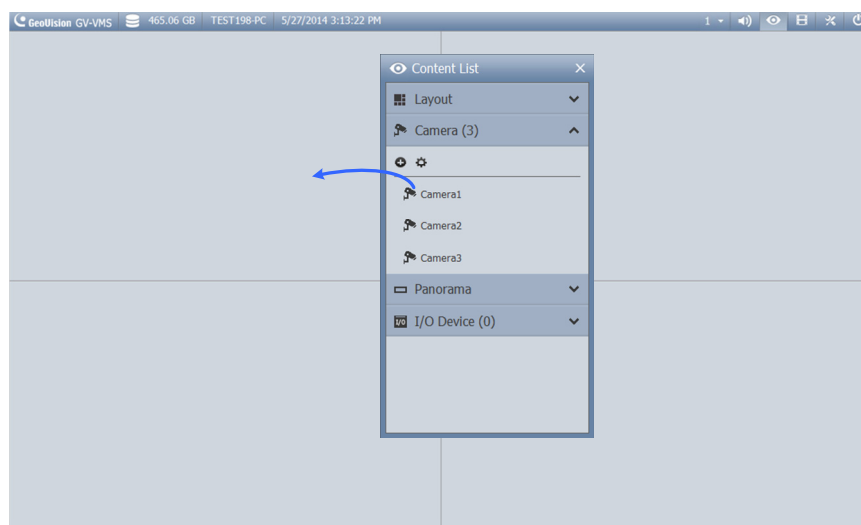 GeoVision GV-VMS 465.06 GB TEST198-PC 5/27/2014 3:13:22 PM 1
Content List
Layout
Camera (3)
Camera1
Camera2
Camera3
Panorama
I/O I/O Device (0)